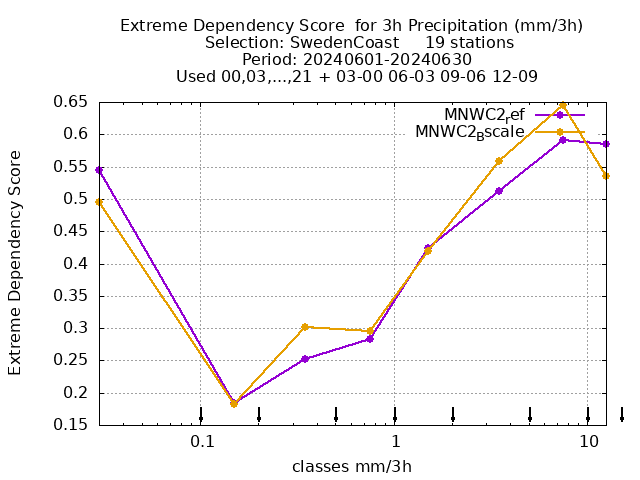 Extreme Dependency Score  for 3h Precipitation (mm/3h)
Selection: SwedenCoast     19 stations
Period: 20240601-20240630
Used 00,03,...,21 + 03-00 06-03 09-06 12-09
MNWC2ref
MNWC2Bscale
0.65
0.6
0.55
0.5
0.45
0.4
0.35
0.3
0.25
0.2
0.15
Extreme Dependency Score
0.1
1
10
classes mm/3h